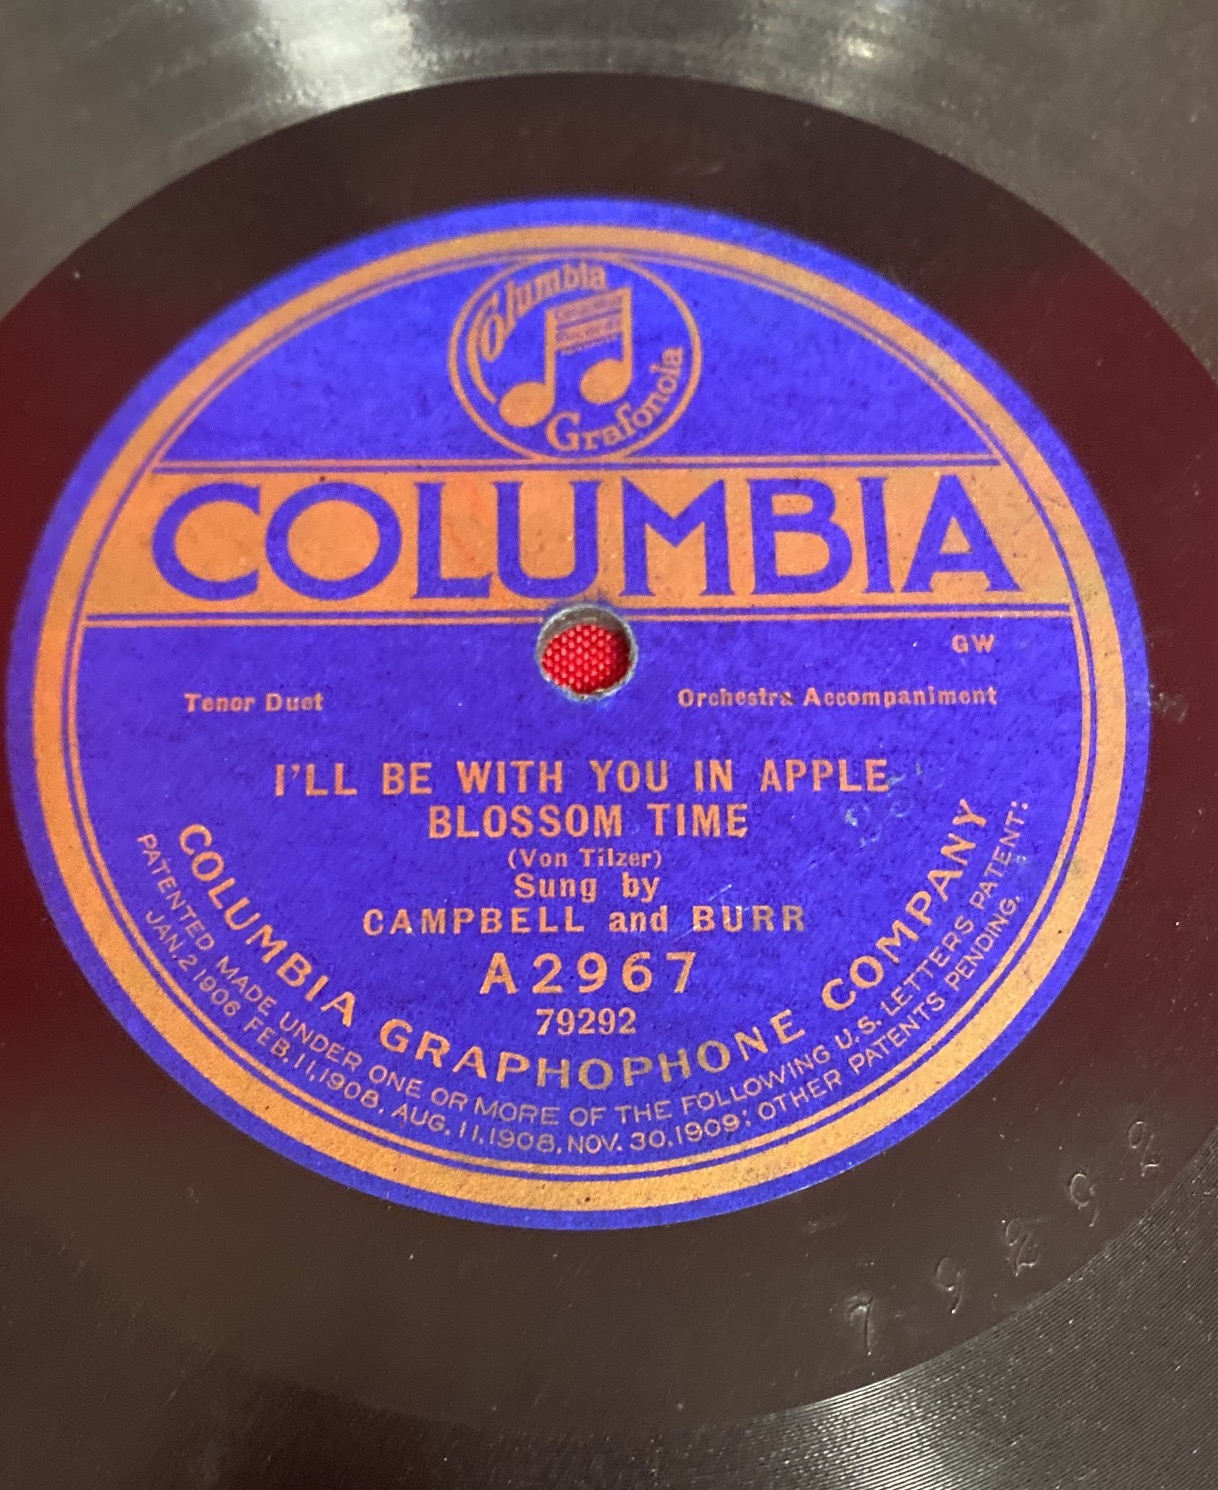 Columbia
Grafonola
COLUMBIA
GW
Tenor Duet
Orchestra Accompaniment
I'LL BE WITH YOU IN APPLE
BLOSSOM TIME
(Von Tilzer)
Sung by
CAMPBELL and BURR
A2967
79292
COLUMBIA GRAPHOPHONE COMPANY
PATENTED MADE UNDER ONE OR MORE OF THE FOLLOWING U.S. LETTERS PATENT:
JAN.2 1906 FEB.11,1908. AUG. 11.1908. NOV. 30.1909: OTHER PATENTS PENDING.